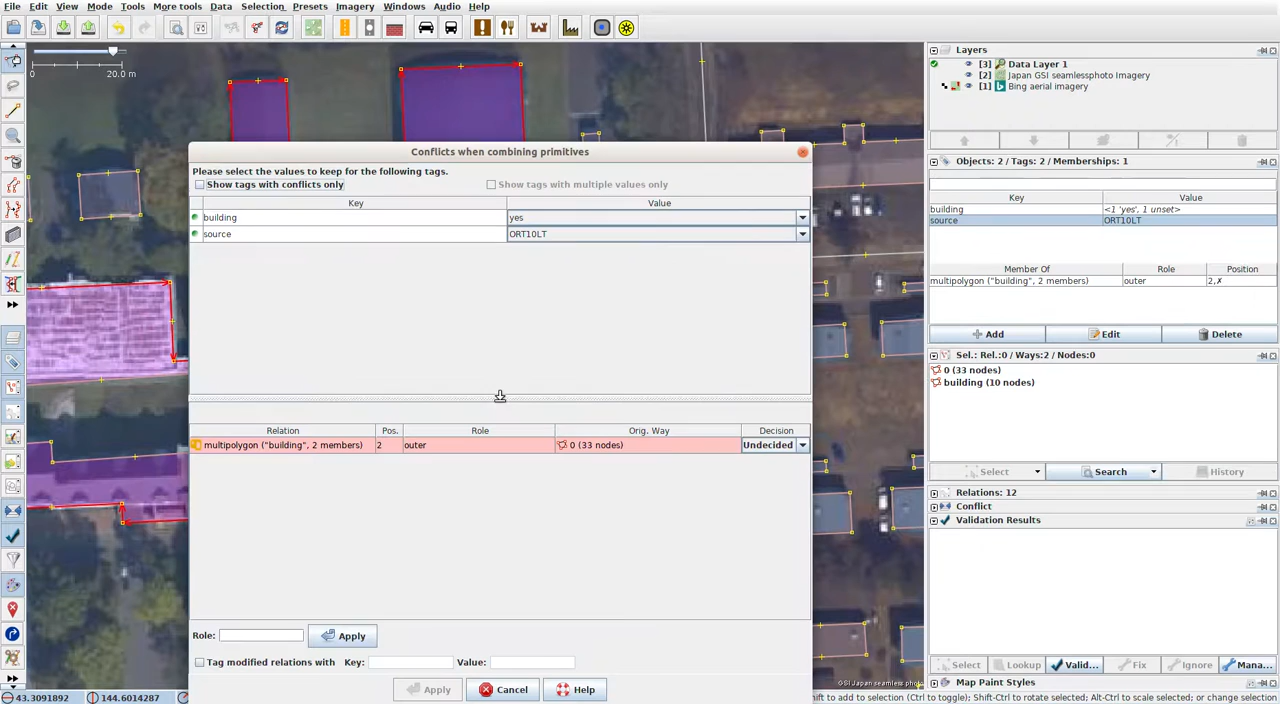 File Edit View Mode Tools More tools Data Selection Presets Imagery Windows Audio Help
20.0 m
0
Conflicts when combining primitives
Please select the values to keep for the following tags.
Show tags with conflicts only Show tags with multiple values only
Key Value
building yes
source ORT10LT
Relation Pos. Role Orig. Way Decision
multipolygon ("building", 2 members) 2 outer 0 (33 nodes) Undecided
Role: Apply
Tag modified relations with Key: Value:
Apply Cancel Help
Layers
[3] Data Layer 1
[2] Japan GSI seamlessphoto Imagery
[1] Bing aerial imagery
Objects: 2 / Tags: 2 / Memberships: 1
Key Value
building <1 'yes', 1 unset>
source ORT10LT
Member Of Role Position
multipolygon ("building", 2 members) outer 2,✗
Add Edit Delete
Sel.: Rel.:0 / Ways:2 / Nodes:0
0 (33 nodes)
building (10 nodes)
Select Search History
Relations: 12
Conflict
Validation Results
Select Lookup Valid... Fix Ignore Mana...
Map Paint Styles
GSI Japan seamless photo
43.3091892 144.6014287
hift to add to selection (Ctrl to toggle); Shift-Ctrl to rotate selected; Alt-Ctrl to scale selected; or change selection